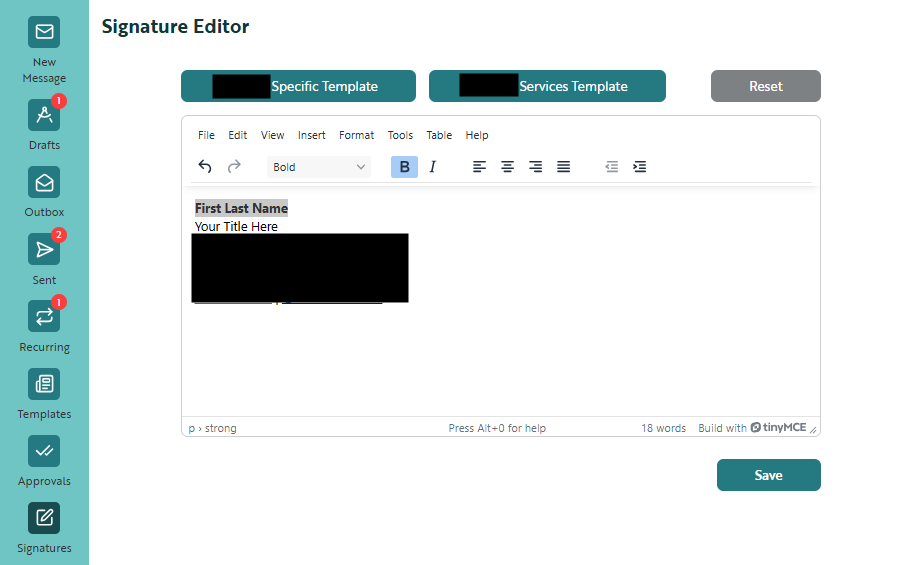 Signature Editor
New
Message
1
Drafts
Outbox
2
Sent
1
Recurring
Templates
Approvals
Signatures
Specific Template
Services Template
Reset
File Edit View Insert Format Tools Table Help
Bold B I
First Last Name
Your Title Here
p › strong
Press Alt+0 for help
18 words
Build with tinyMCE
Save